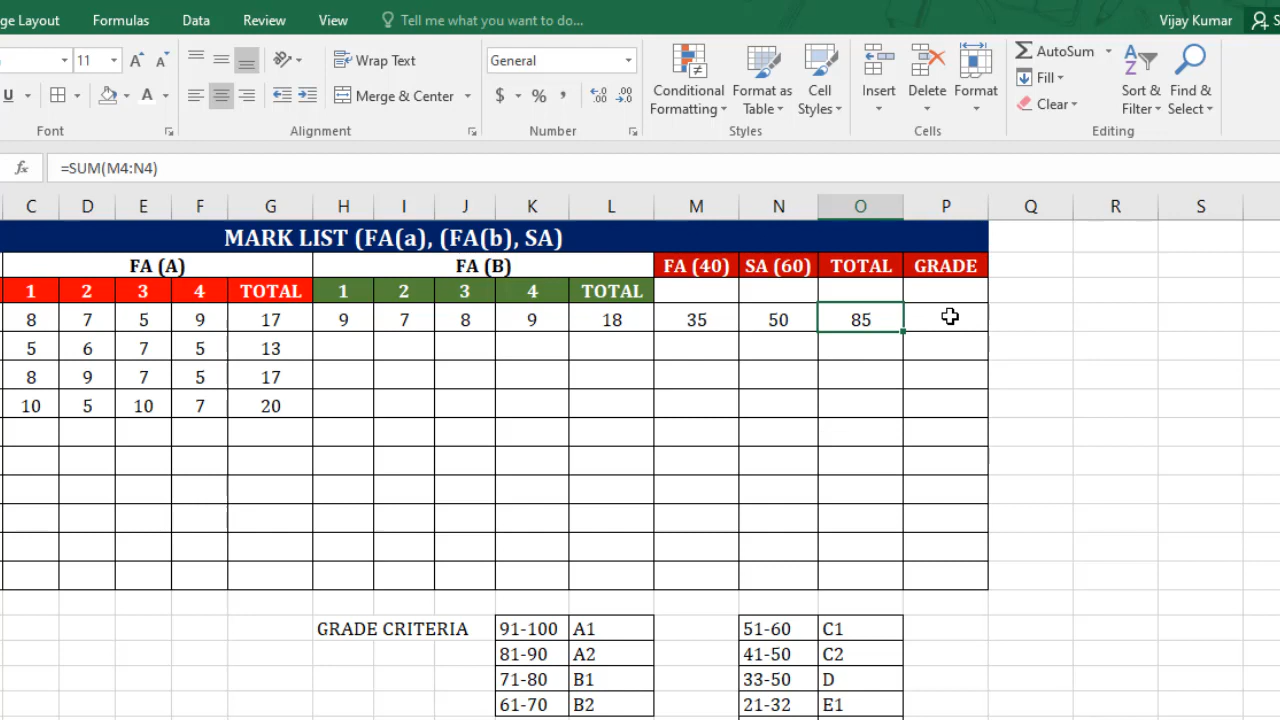 ge Layout Formulas Data Review View Tell me what you want to do... Vijay Kumar S
11 A A Wrap Text General AutoSum
U A Merge & Center $ % , .0 .00 Conditional Formatting Format as Table Cell Styles Insert Delete Format Fill Clear Sort & Filter Find & Select
Font Alignment Number Styles Cells Editing
fx =SUM(M4:N4)
C D E F G H I J K L M N O P Q R S
MARK LIST (FA(a), (FA(b), SA)
FA (A) FA (B) FA (40) SA (60) TOTAL GRADE
1 2 3 4 TOTAL 1 2 3 4 TOTAL
8 7 5 9 17 9 7 8 9 18 35 50 85
5 6 7 5 13
8 9 7 5 17
10 5 10 7 20
GRADE CRITERIA 91-100 A1 51-60 C1
81-90 A2 41-50 C2
71-80 B1 33-50 D
61-70 B2 21-32 E1